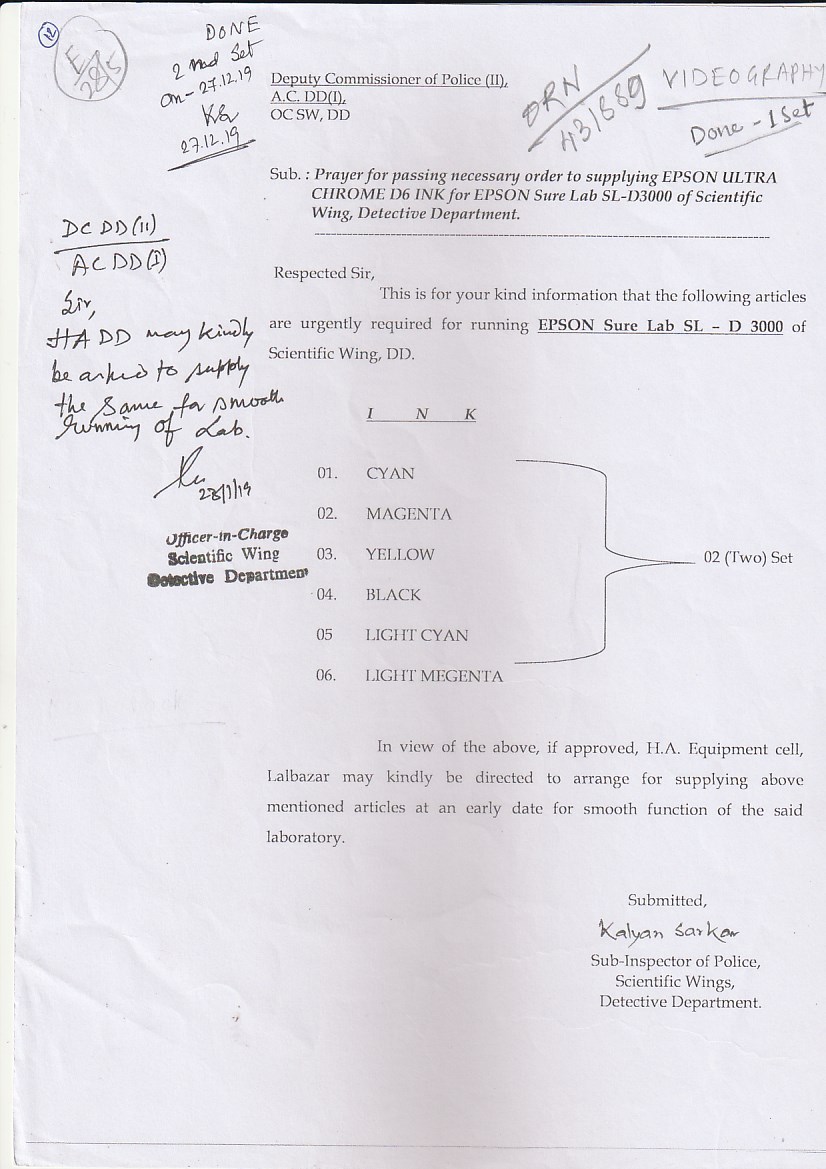 12
E
285
DONE
2nd Set
on - 27.12.19
27.12.19
Deputy Commissioner of Police (II),
A.C. DD(I),
OC SW, DD
DRN
431889
VIDEOGRAPHY
Done - 1 Set
Sub. : Prayer for passing necessary order to supplying EPSON ULTRA
CHROME D6 INK for EPSON Sure Lab SL-D3000 of Scientific
Wing, Detective Department.
DC DD (II)
AC DD (I)
Sir,
HA DD may kindly
be asked to supply
the same for smooth
running of Lab.
Officer-in-Charge
Scientific Wing
Detective Department
Respected Sir,
This is for your kind information that the following articles
are urgently required for running EPSON Sure Lab SL – D 3000 of
Scientific Wing, DD.
I N K
01. CYAN
02. MAGENTA
03. YELLOW
04. BLACK
05 LIGHT CYAN
06. LIGHT MEGENTA
02 (Two) Set
In view of the above, if approved, H.A. Equipment cell,
Lalbazar may kindly be directed to arrange for supplying above
mentioned articles at an early date for smooth function of the said
laboratory.
Submitted,
Kalyan Sarkar
Sub-Inspector of Police,
Scientific Wings,
Detective Department.